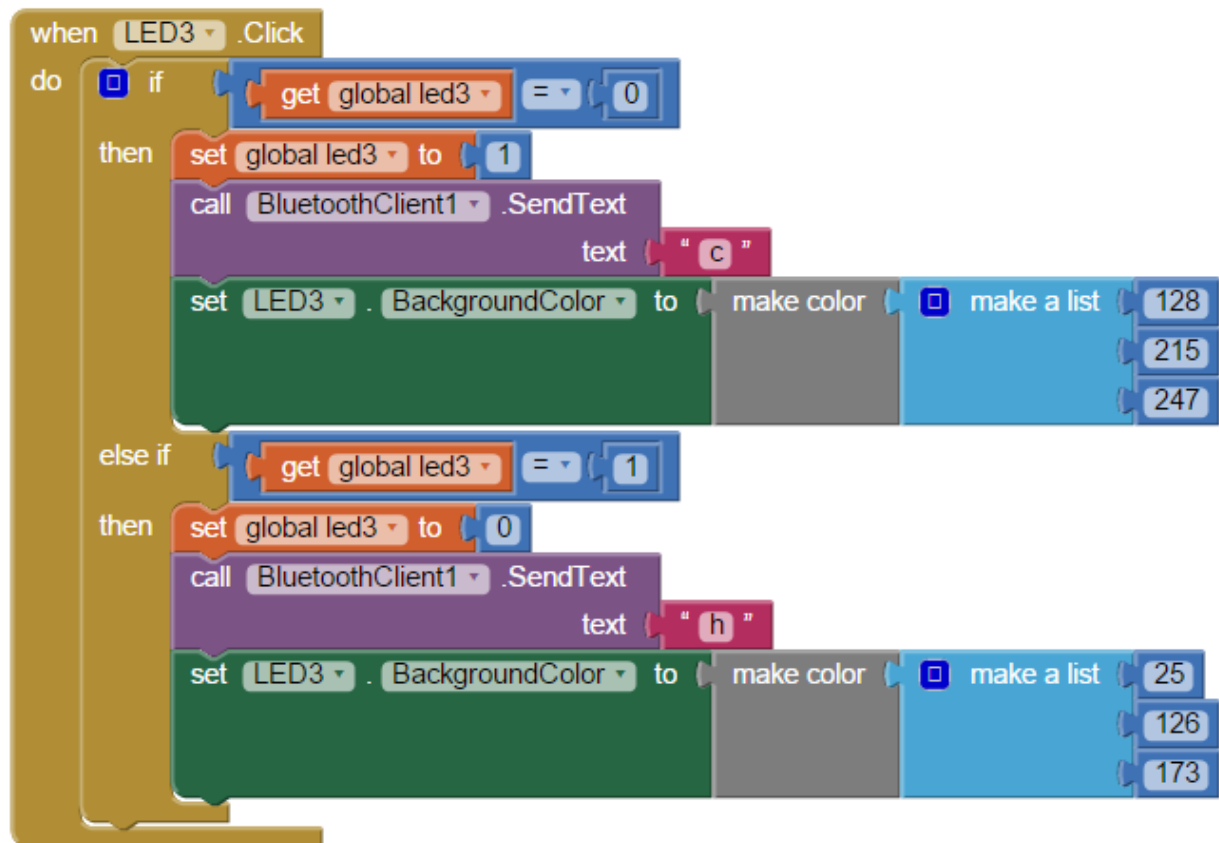 when LED3 .Click
do if get global led3 = 0
then set global led3 to 1
call BluetoothClient1 .SendText
text " c "
set LED3 . BackgroundColor to make color make a list 128
215
247
else if get global led3 = 1
then set global led3 to 0
call BluetoothClient1 .SendText
text " h "
set LED3 . BackgroundColor to make color make a list 25
126
173